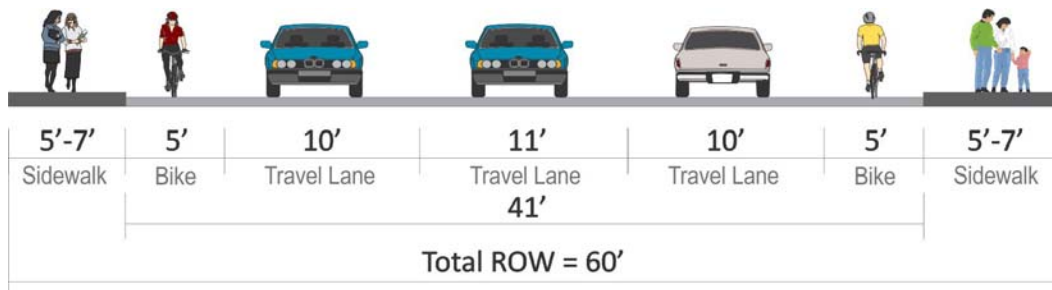 5’-7’ 5’ 10’ 11’ 10’ 5’ 5’-7’
Sidewalk Bike Travel Lane Travel Lane Travel Lane Bike Sidewalk
41’
Total ROW = 60’